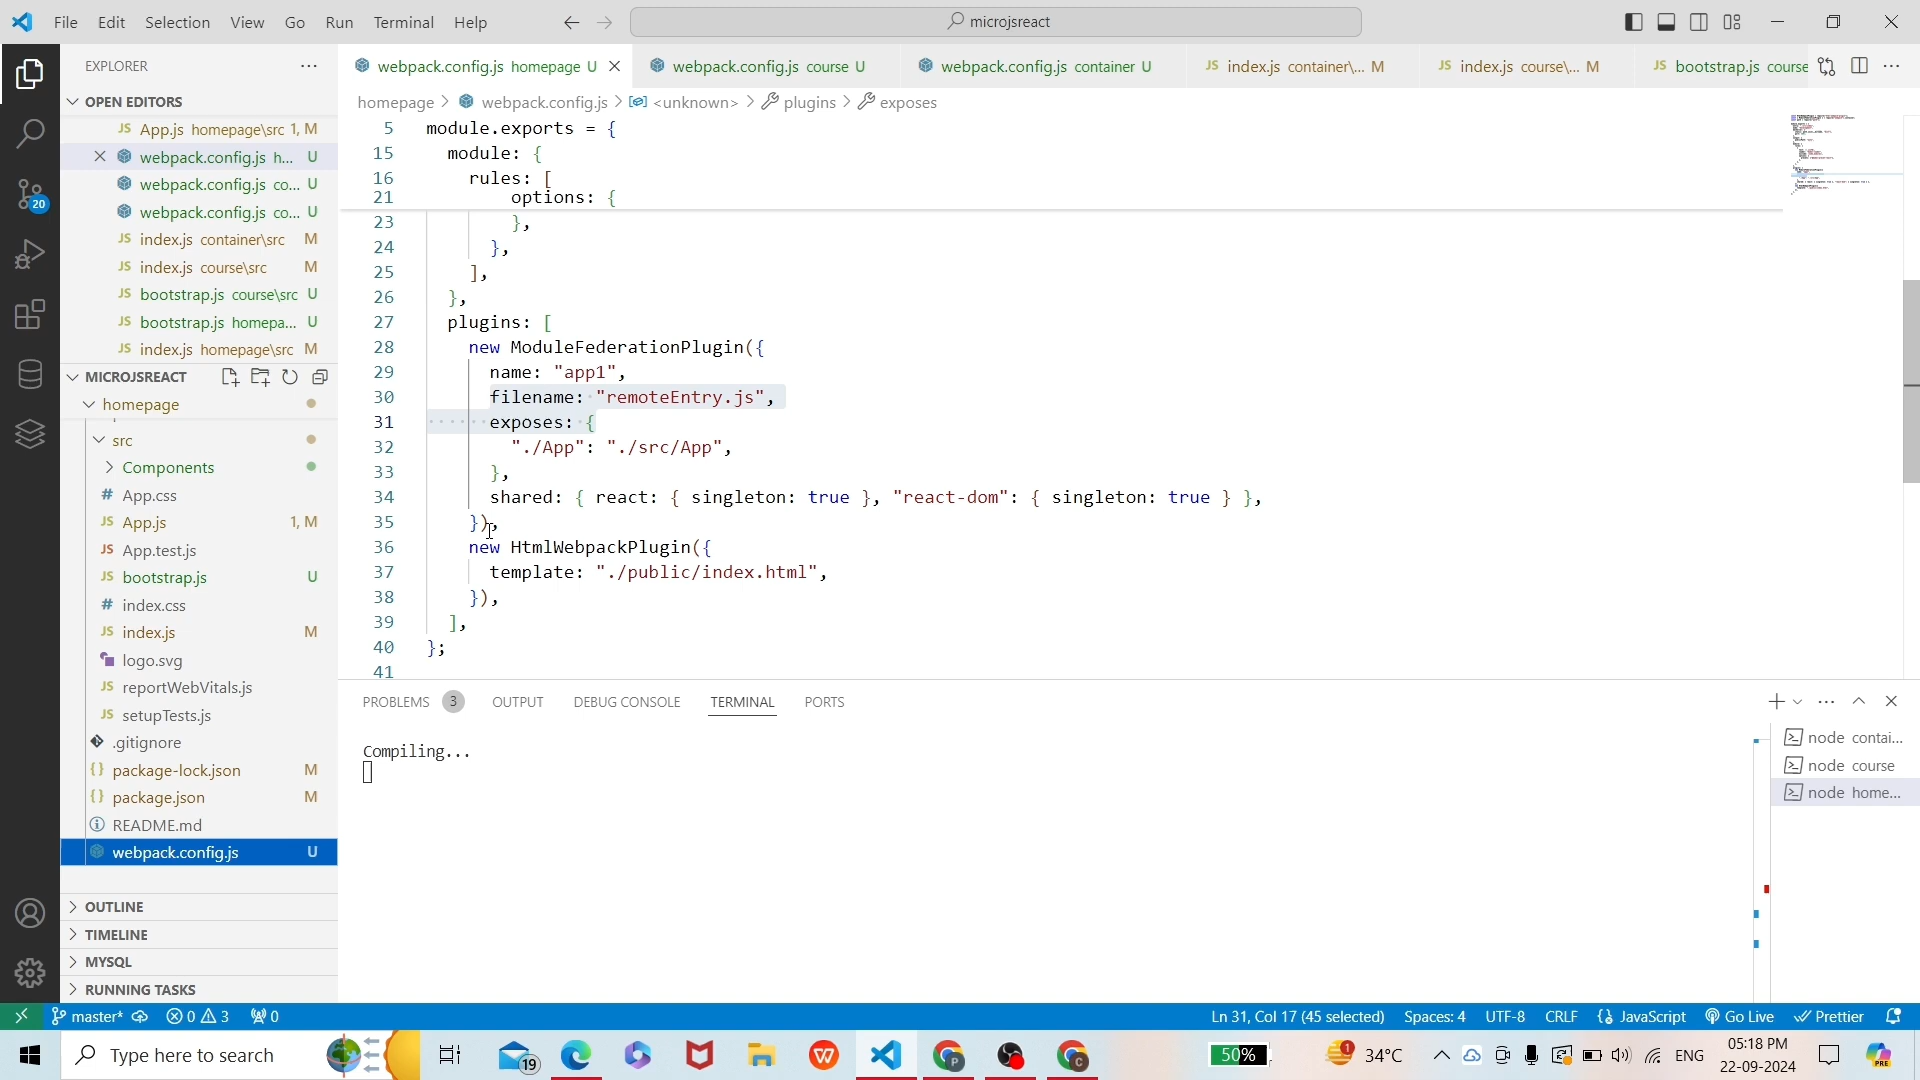 File Edit Selection View Go Run Terminal Help
microjsreact
EXPLORER
OPEN EDITORS
App.js homepage\src 1, M
webpack.config.js h... U
webpack.config.js co... U
webpack.config.js co... U
index.js container\src M
index.js course\src M
bootstrap.js course\src U
bootstrap.js homepa... U
index.js homepage\src M
MICROJSREACT
homepage
src
Components
App.css
App.js 1, M
App.test.js
bootstrap.js U
index.css
index.js M
logo.svg
reportWebVitals.js
setupTests.js
.gitignore
package-lock.json M
package.json M
README.md
webpack.config.js U
OUTLINE
TIMELINE
MYSQL
RUNNING TASKS
20
webpack.config.js homepage U
webpack.config.js course U
webpack.config.js container U
index.js container\... M
index.js course\... M
bootstrap.js course
homepage > webpack.config.js > <unknown> > plugins > exposes
5 module.exports = {
15 module: {
16 rules: [
21 options: {
23 },
24 },
25 ],
26 },
27 plugins: [
28 new ModuleFederationPlugin({
29 name: "app1",
30 filename: "remoteEntry.js",
31 exposes: {
32 "./App": "./src/App",
33 },
34 shared: { react: { singleton: true }, "react-dom": { singleton: true } },
35 }),
36 new HtmlWebpackPlugin({
37 template: "./public/index.html",
38 }),
39 ],
40 };
41
PROBLEMS 3 OUTPUT DEBUG CONSOLE TERMINAL PORTS
Compiling...
node contai...
node course
node home...
master* 0 3 0
Ln 31, Col 17 (45 selected) Spaces: 4 UTF-8 CRLF JavaScript Go Live Prettier
Type here to search
19
50%
1
34°C
ENG
05:18 PM
22-09-2024